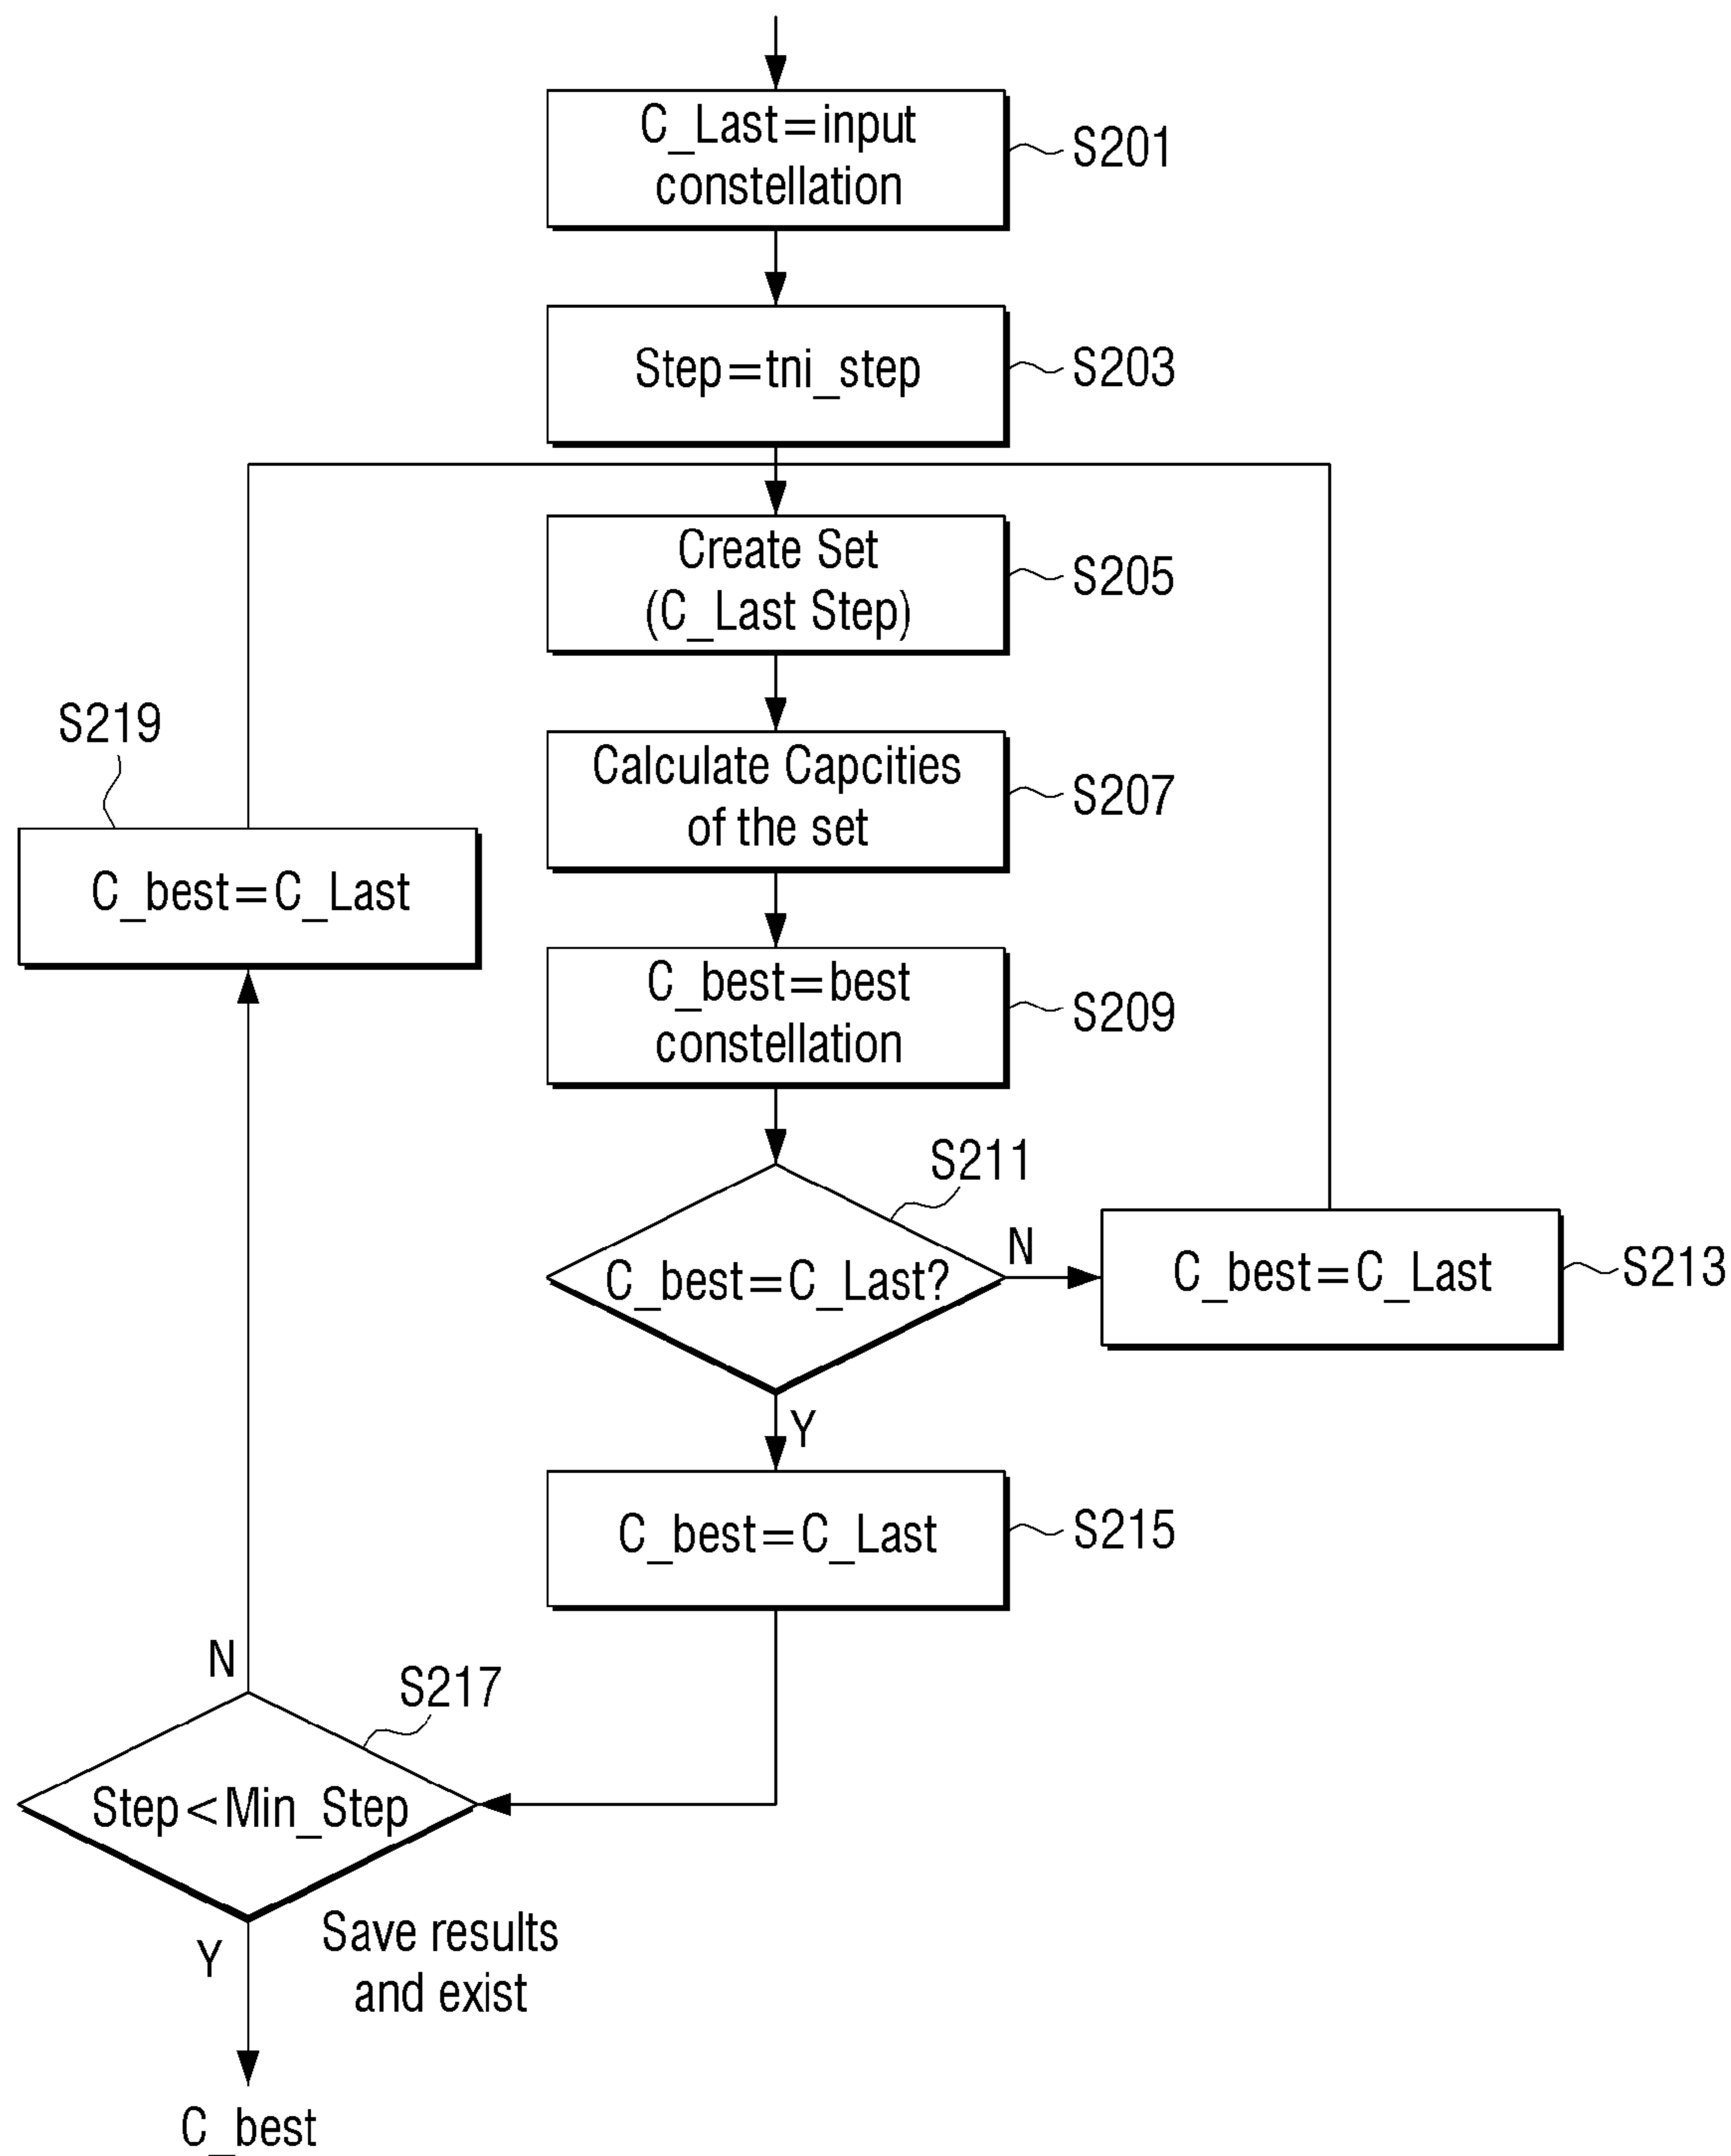 C_Last=input
constellation
S201
Step=tni_step
S203
Create Set
(C_Last Step)
S205
S219
Calculate Capcities
of the set
S207
C_best=C_Last
C_best=best
constellation
S209
S211
C_best=C_Last?
N
C_best=C_Last
S213
Y
C_best=C_Last
S215
N
S217
Step<Min_Step
Y
Save results
and exist
C_best